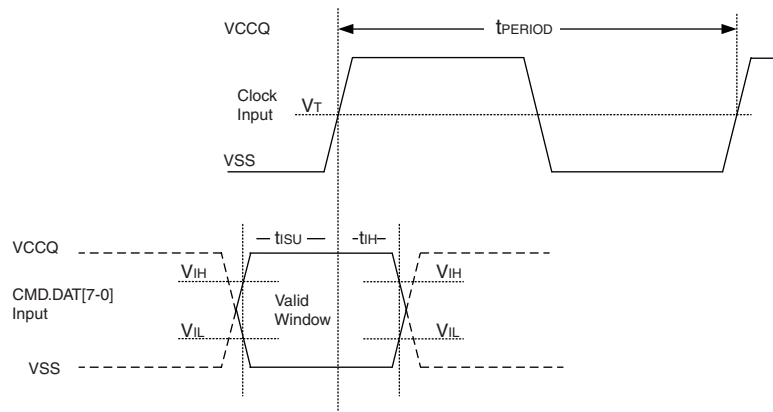 VCCQ
tPERIOD
Clock
Input
VT
VSS
tISU
tIH
VCCQ
VIH
VIH
CMD.DAT[7-0]
Input
Valid
Window
VIL
VIL
VSS